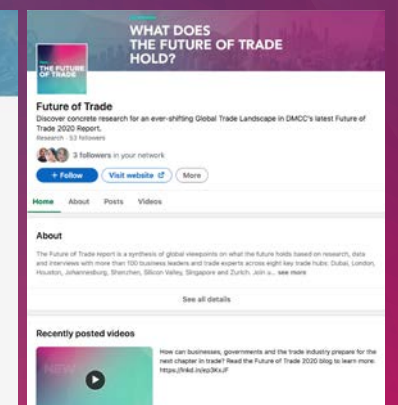 WHAT DOES
THE FUTURE OF TRADE
HOLD?
THE FUTURE
OF TRADE
Future of Trade
Discover concrete research for an ever-shifting Global Trade Landscape in DMCC's latest Future of
Trade 2020 Report.
Research · 53 followers
3 followers in your network
+ Follow
Visit website
More
Home About Posts Videos
About
The Future of Trade report is a synthesis of global viewpoints on what the future holds based on research, data
and interviews with more than 100 business leaders and trade experts across eight key trade hubs: Dubai, London,
Houston, Johannesburg, Shenzhen, Silicon Valley, Singapore and Zurich. Join u... see more
See all details
Recently posted videos
NEW
How can businesses, governments and the trade industry prepare for the
next chapter in trade? Read the Future of Trade 2020 blog to learn more: